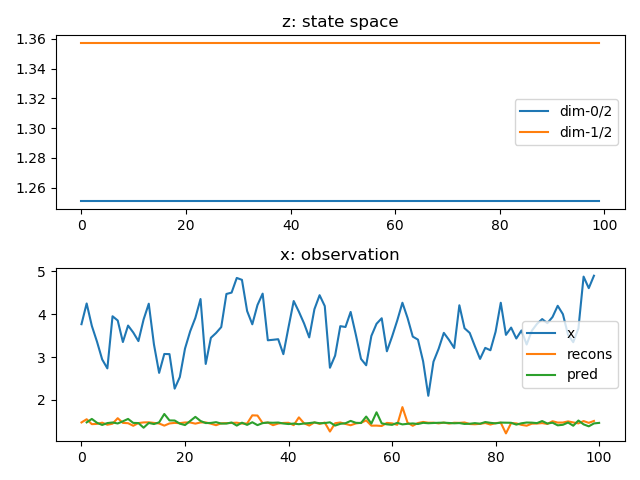 z: state space
1.36
1.34
1.32
1.30
1.28
1.26
dim-0/2
dim-1/2
0 20 40 60 80 100
x: observation
5
4
3
2
x
recons
pred
0 20 40 60 80 100